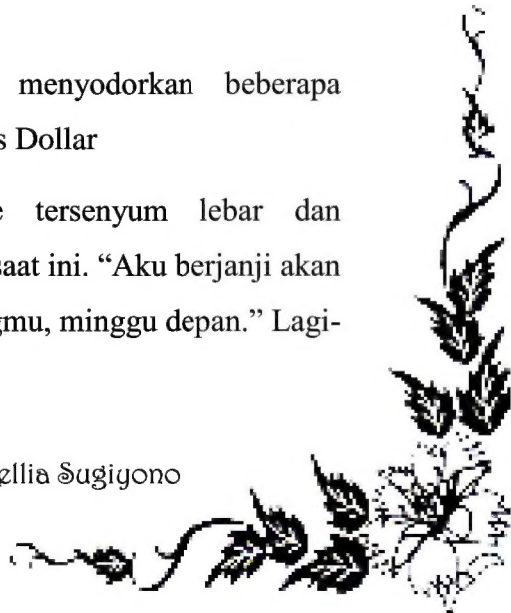 menyodorkan beberapa
s Dollar
e tersenyum lebar dan
saat ini. “Aku berjanji akan
gmu, minggu depan.” Lagi-
ellia Sugiyono